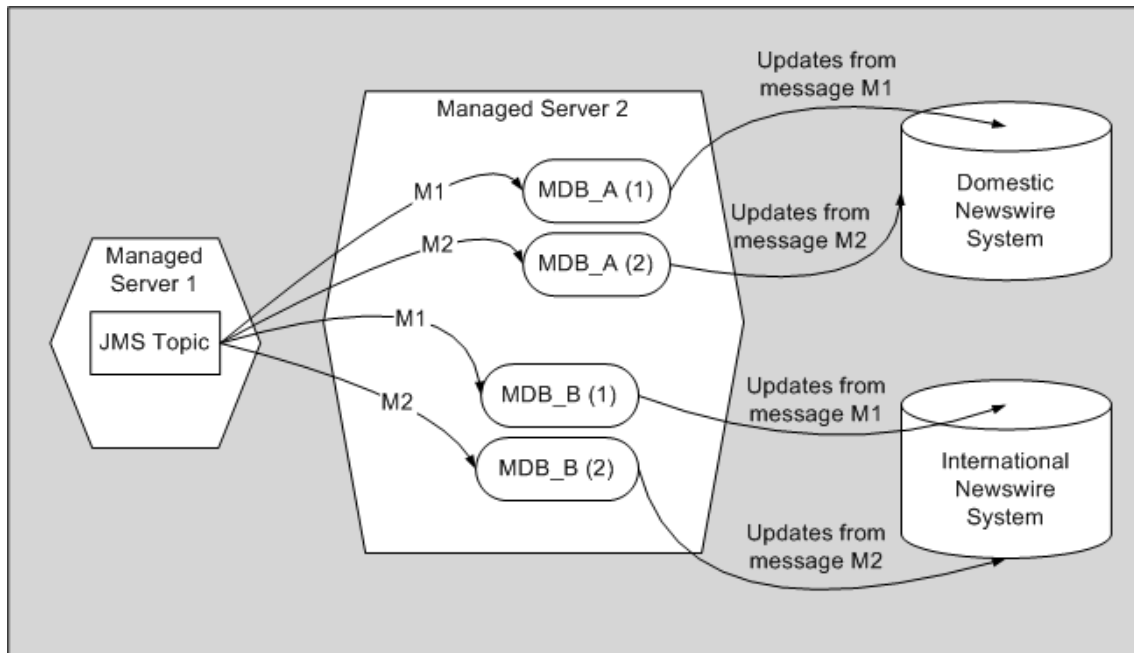 Updates from
message M1
Managed Server 2
MDB_A (1)
M1
Domestic
Newswire
System
Updates from
message M2
M2
MDB_A (2)
Managed
Server 1
JMS Topic
M1
MDB_B (1)
Updates from
message M1
M2
MDB_B (2)
International
Newswire
System
Updates from
message M2